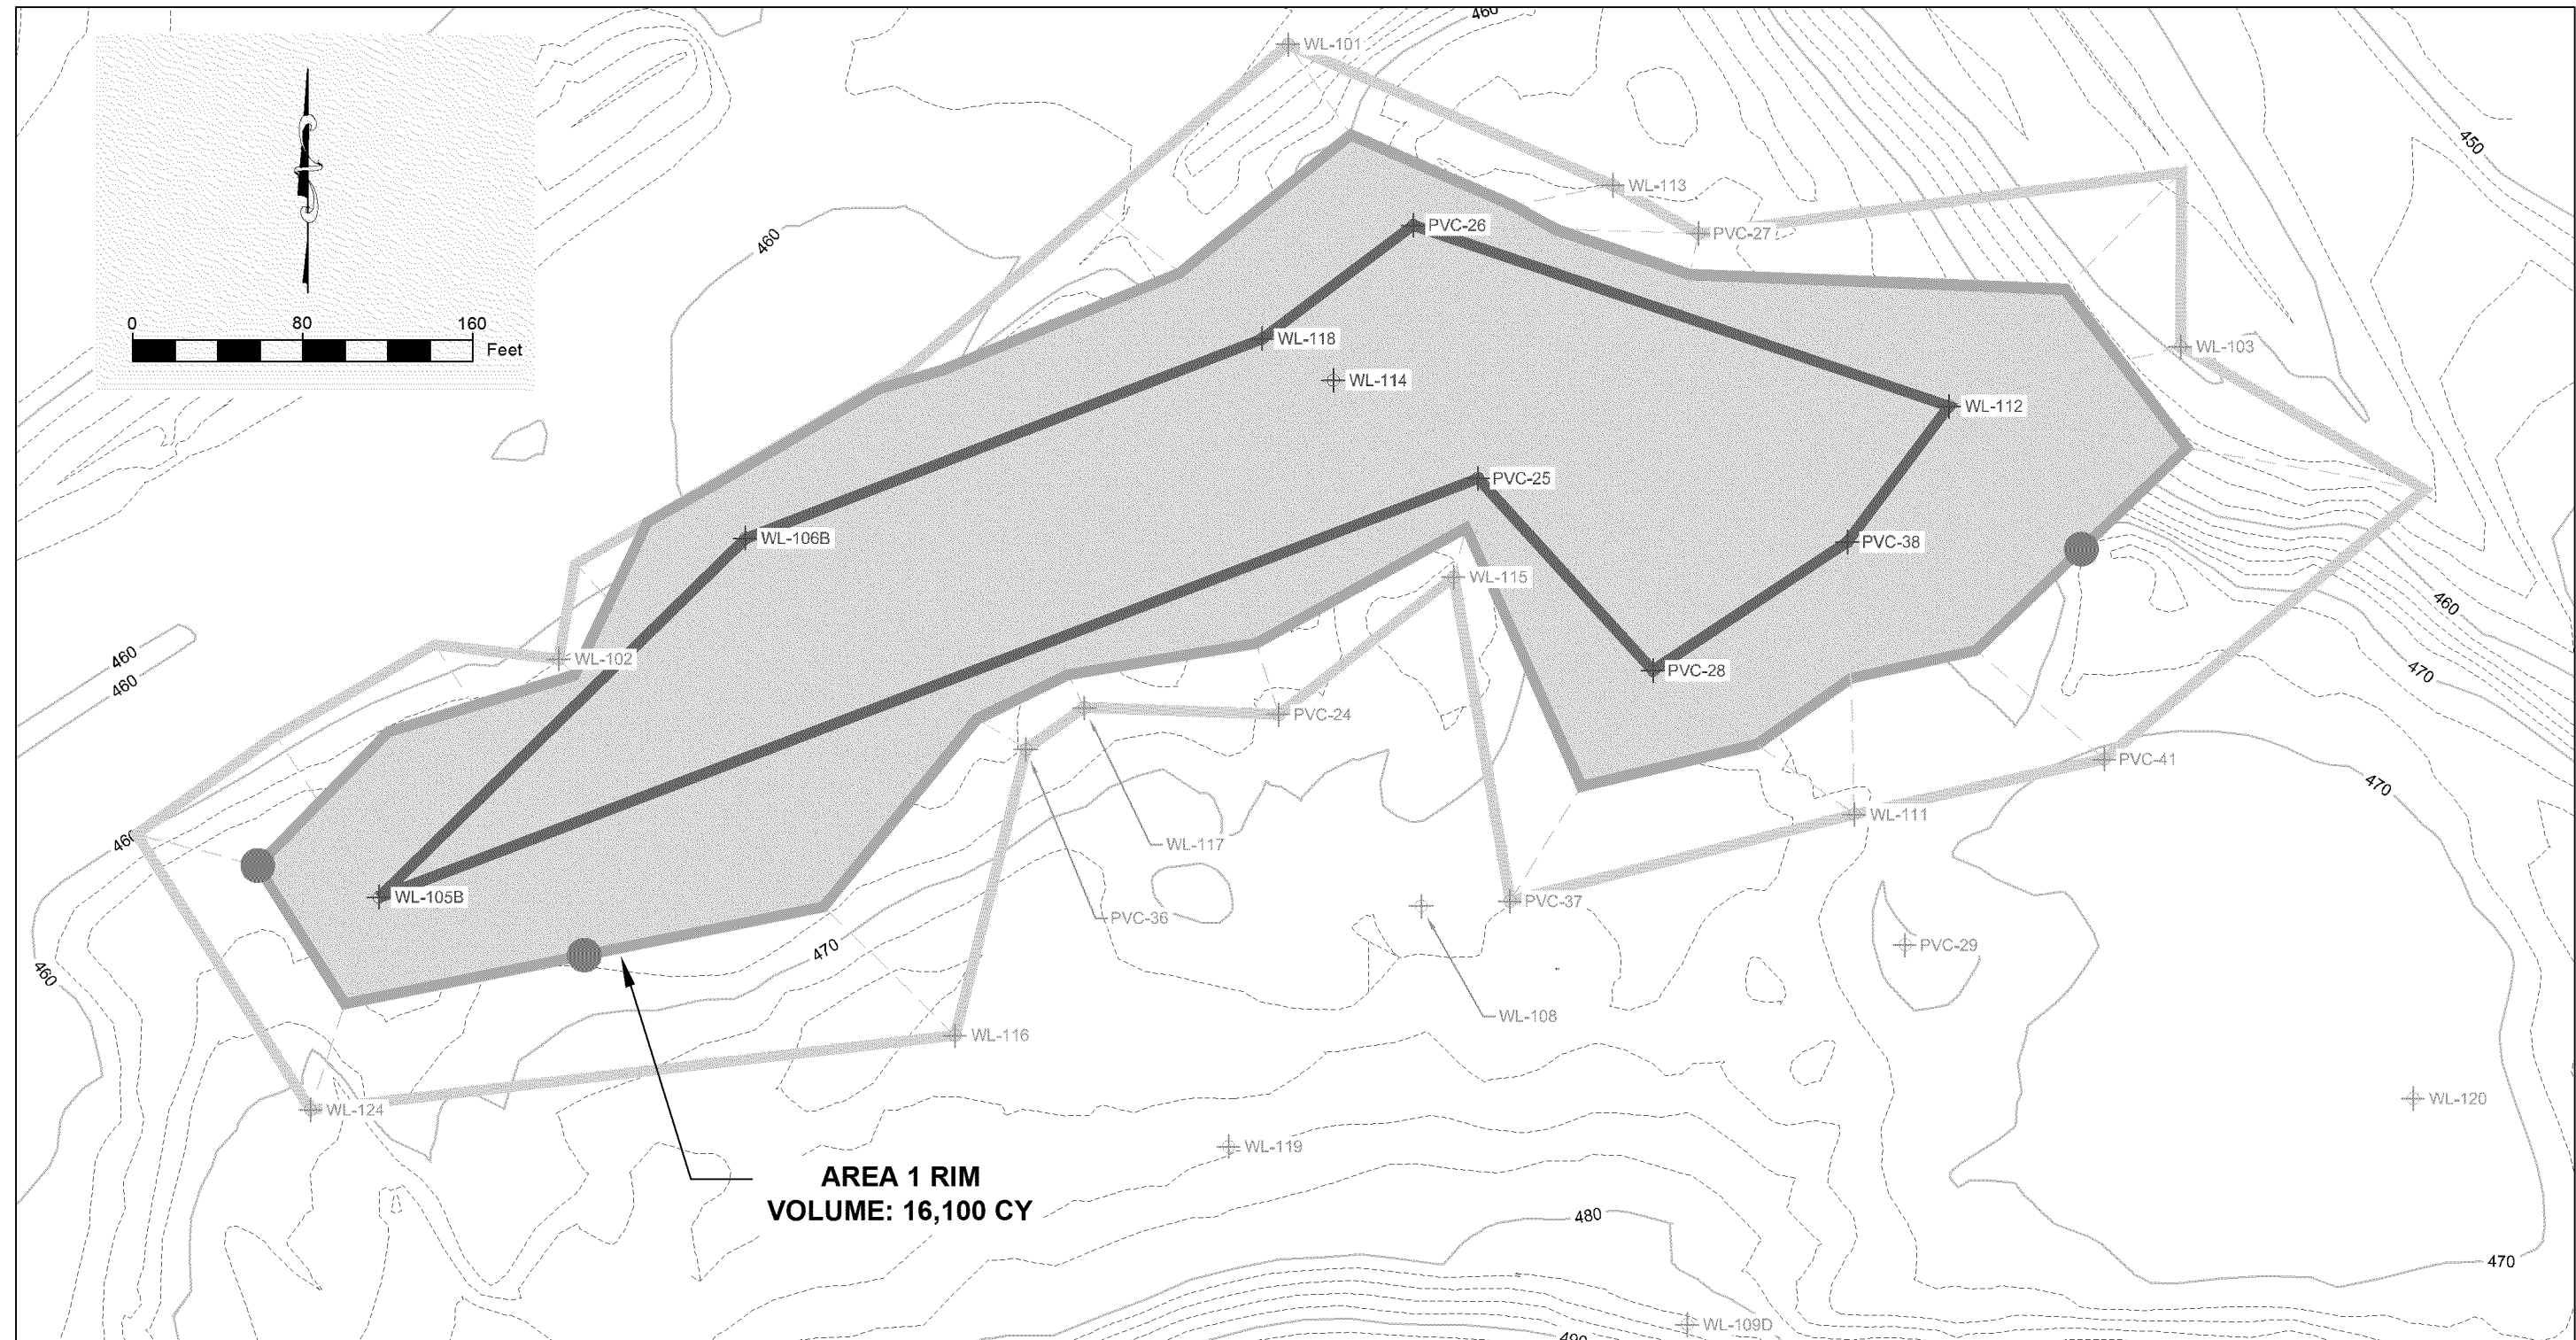 460
WL-101
450
WL-113
PVC-26
PVC-27
460
0 80 160
Feet
WL-118
WL-103
WL-114
WL-112
PVC-25
WL-106B
PVC-38
WL-115
460
460
WL-102
460
470
PVC-28
PVC-24
PVC-41
470
WL-111
460
WL-117
WL-105B
PVC-37
PVC-36
470
PVC-29
460
WL-108
WL-116
WL-124
WL-120
WL-119
AREA 1 RIM
VOLUME: 16,100 CY
480
470
WL-109D
490